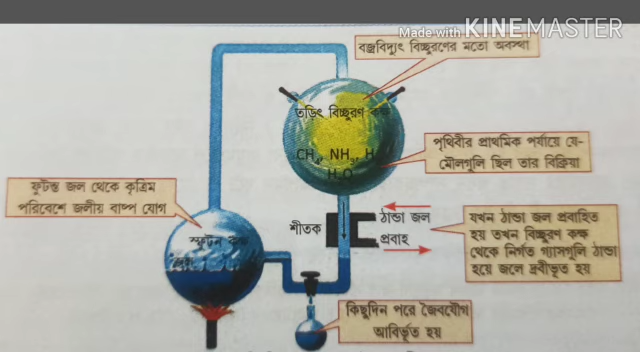 Made with KINEMASTER
বজ্রবিদ্যুৎ বিচ্ছুরণের মতো অবস্থা
তড়িৎ বিচ্ছুরণ কক্ষ
CH₄, NH₃, H₂
H₂O
পৃথিবীর প্রাথমিক পর্যায়ে যে-
মৌলগুলি ছিল তার বিক্রিয়া
ফুটন্ত জল থেকে কৃত্রিম
পরিবেশে জলীয় বাষ্প যোগ
স্ফুটন কক্ষ
শীতক
ঠান্ডা জল
প্রবাহ
যখন ঠান্ডা জল প্রবাহিত
হয় তখন বিচ্ছুরণ কক্ষ
থেকে নির্গত গ্যাসগুলি ঠান্ডা
হয়ে জলে দ্রবীভূত হয়
কিছুদিন পরে জৈবযৌগ
আবির্ভূত হয়